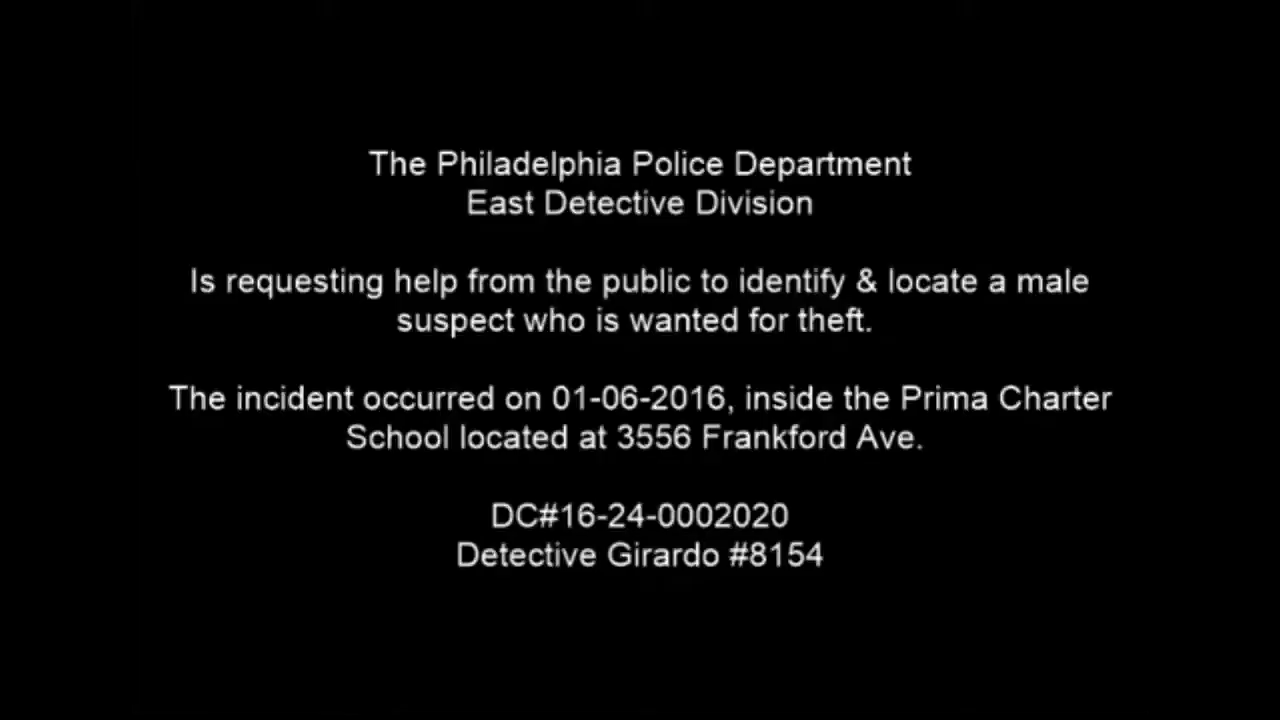 The Philadelphia Police Department
East Detective Division
Is requesting help from the public to identify & locate a male
suspect who is wanted for theft.
The incident occurred on 01-06-2016, inside the Prima Charter
School located at 3556 Frankford Ave.
DC#16-24-0002020
Detective Girardo #8154